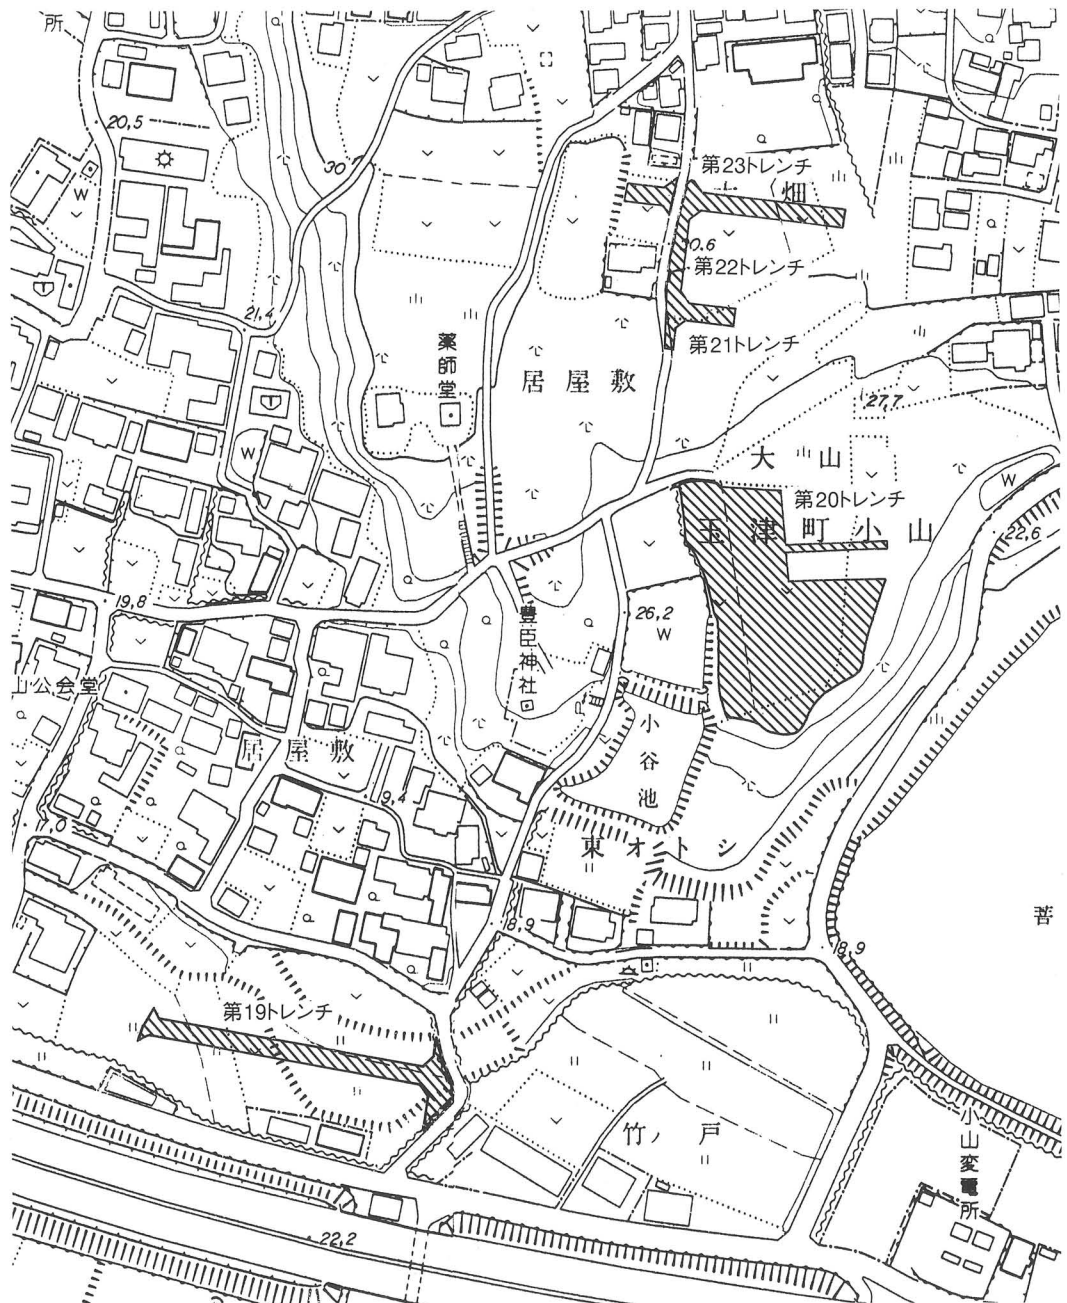 所
20.5
W
30
第23トレンチ
畑
0.6
第22トレンチ
第21トレンチ
T
21.4
薬師堂
居屋敷
27.7
大山
第20トレンチ
玉津町小山
W
22.6
T
W
19.8
豊臣神社
26.2
W
山公会堂
居屋敷
小谷池
19.4
東オトシ
18.9
18.9
菩
第19トレンチ
竹ノ戸
小山変電所
22.2